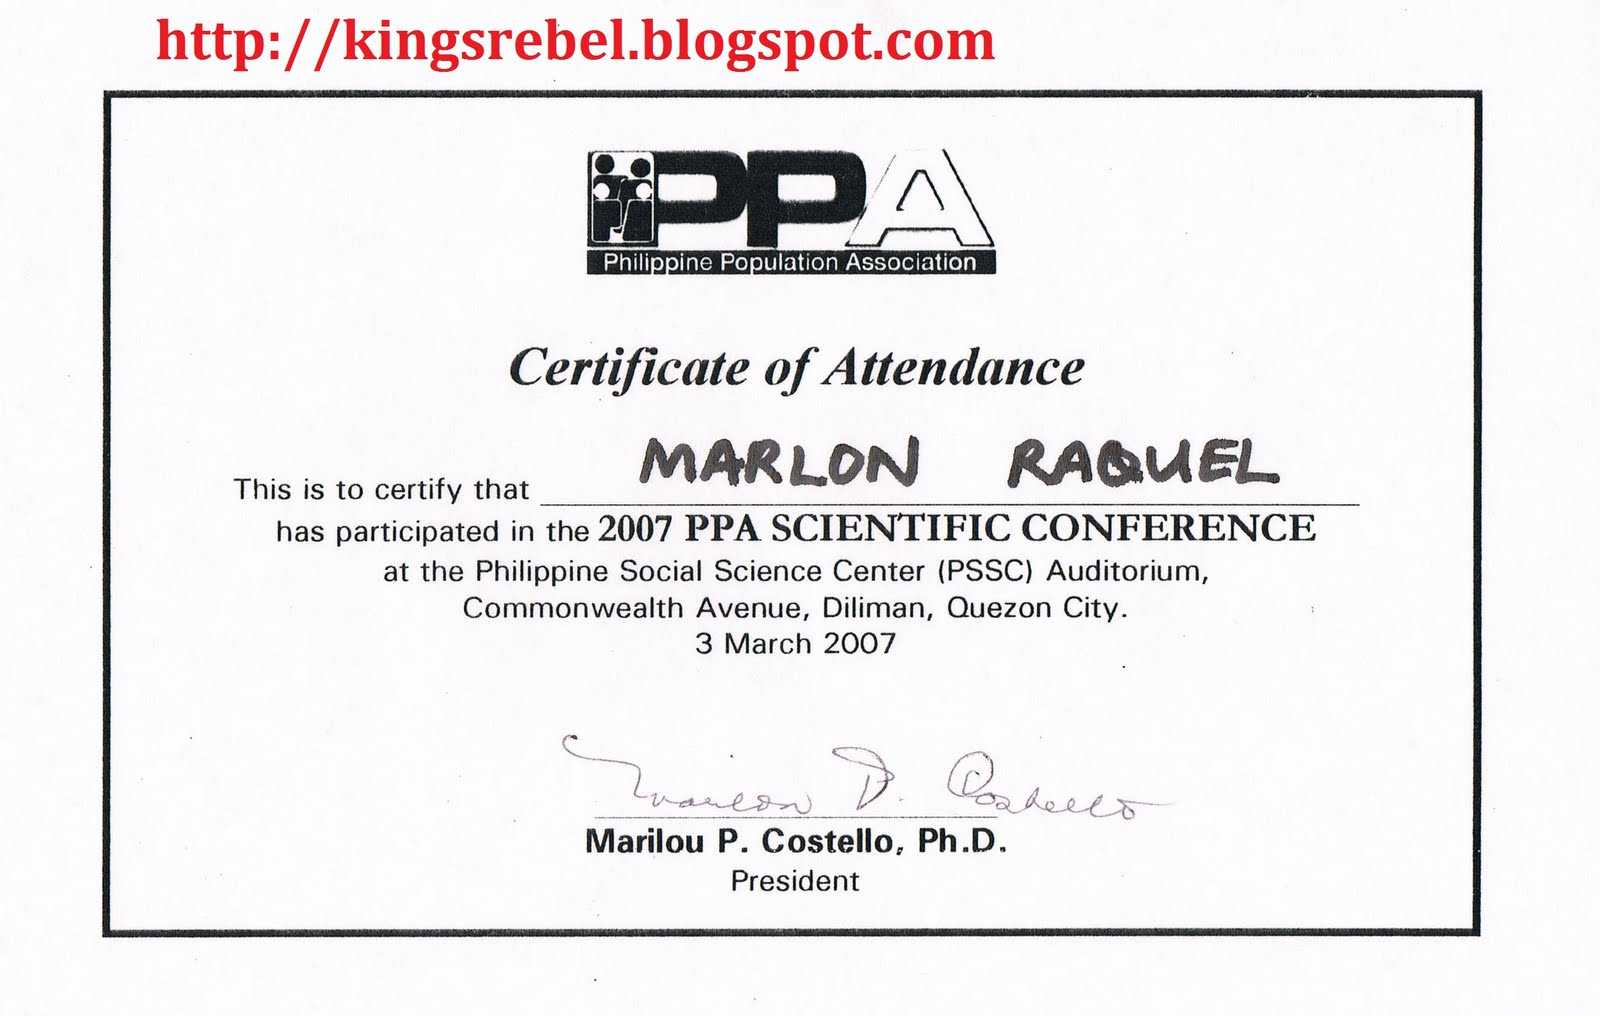 http://kingsrebel.blogspot.com
PPA
Philippine Population Association
Certificate of Attendance
MARLON RAQUEL
This is to certify that
has participated in the 2007 PPA SCIENTIFIC CONFERENCE
at the Philippine Social Science Center (PSSC) Auditorium,
Commonwealth Avenue, Diliman, Quezon City.
3 March 2007
Marilou P. Costello
Marilou P. Costello, Ph.D.
President